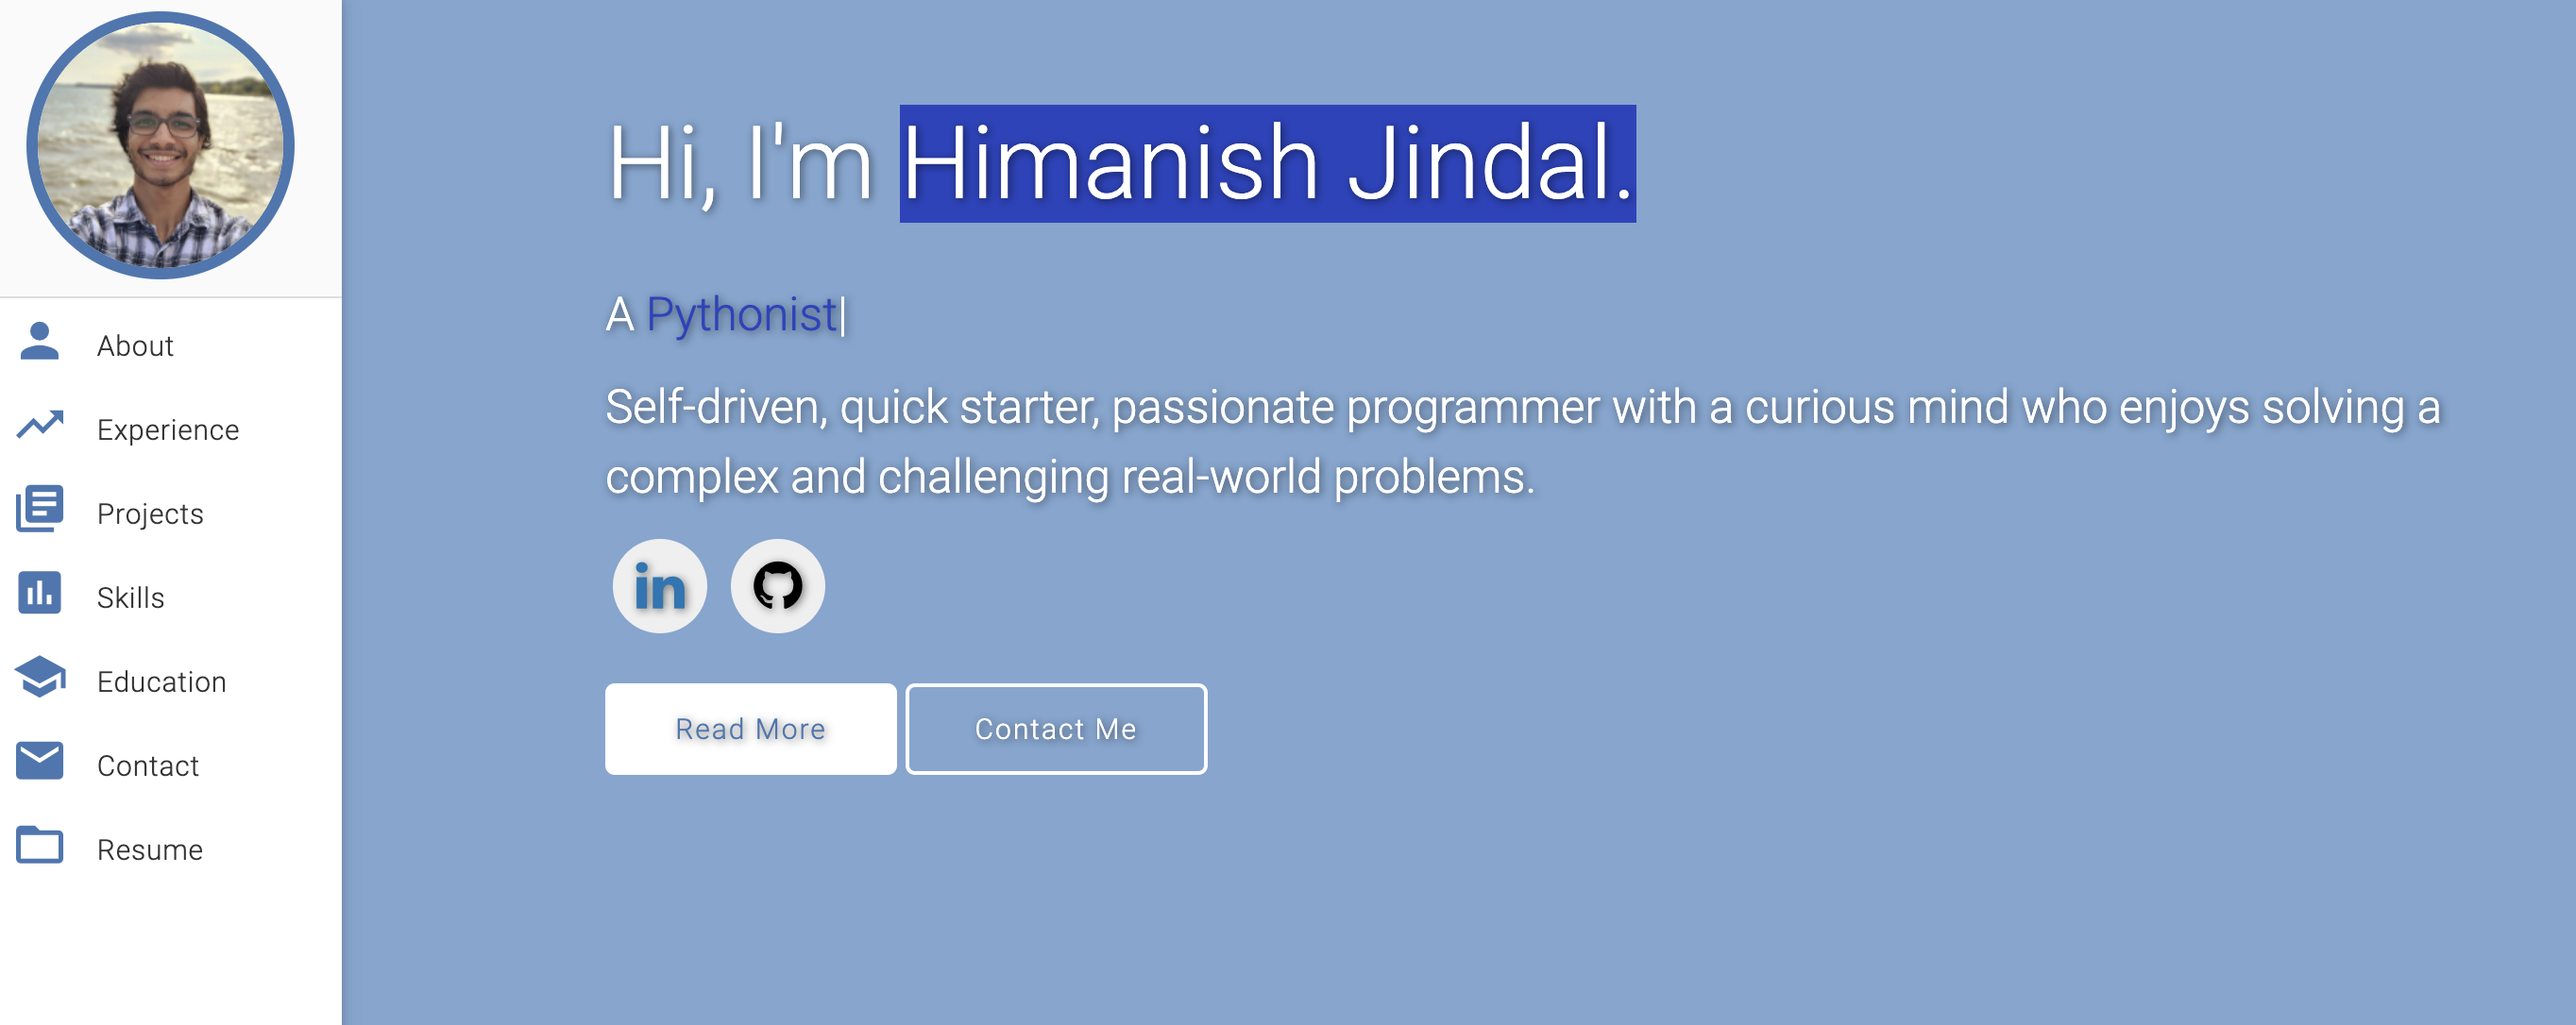 About
Experience
Projects
Skills
Education
Contact
Resume
Hi, I'm Himanish Jindal.
A Pythonist|
Self-driven, quick starter, passionate programmer with a curious mind who enjoys solving a
complex and challenging real-world problems.
in
Read More
Contact Me